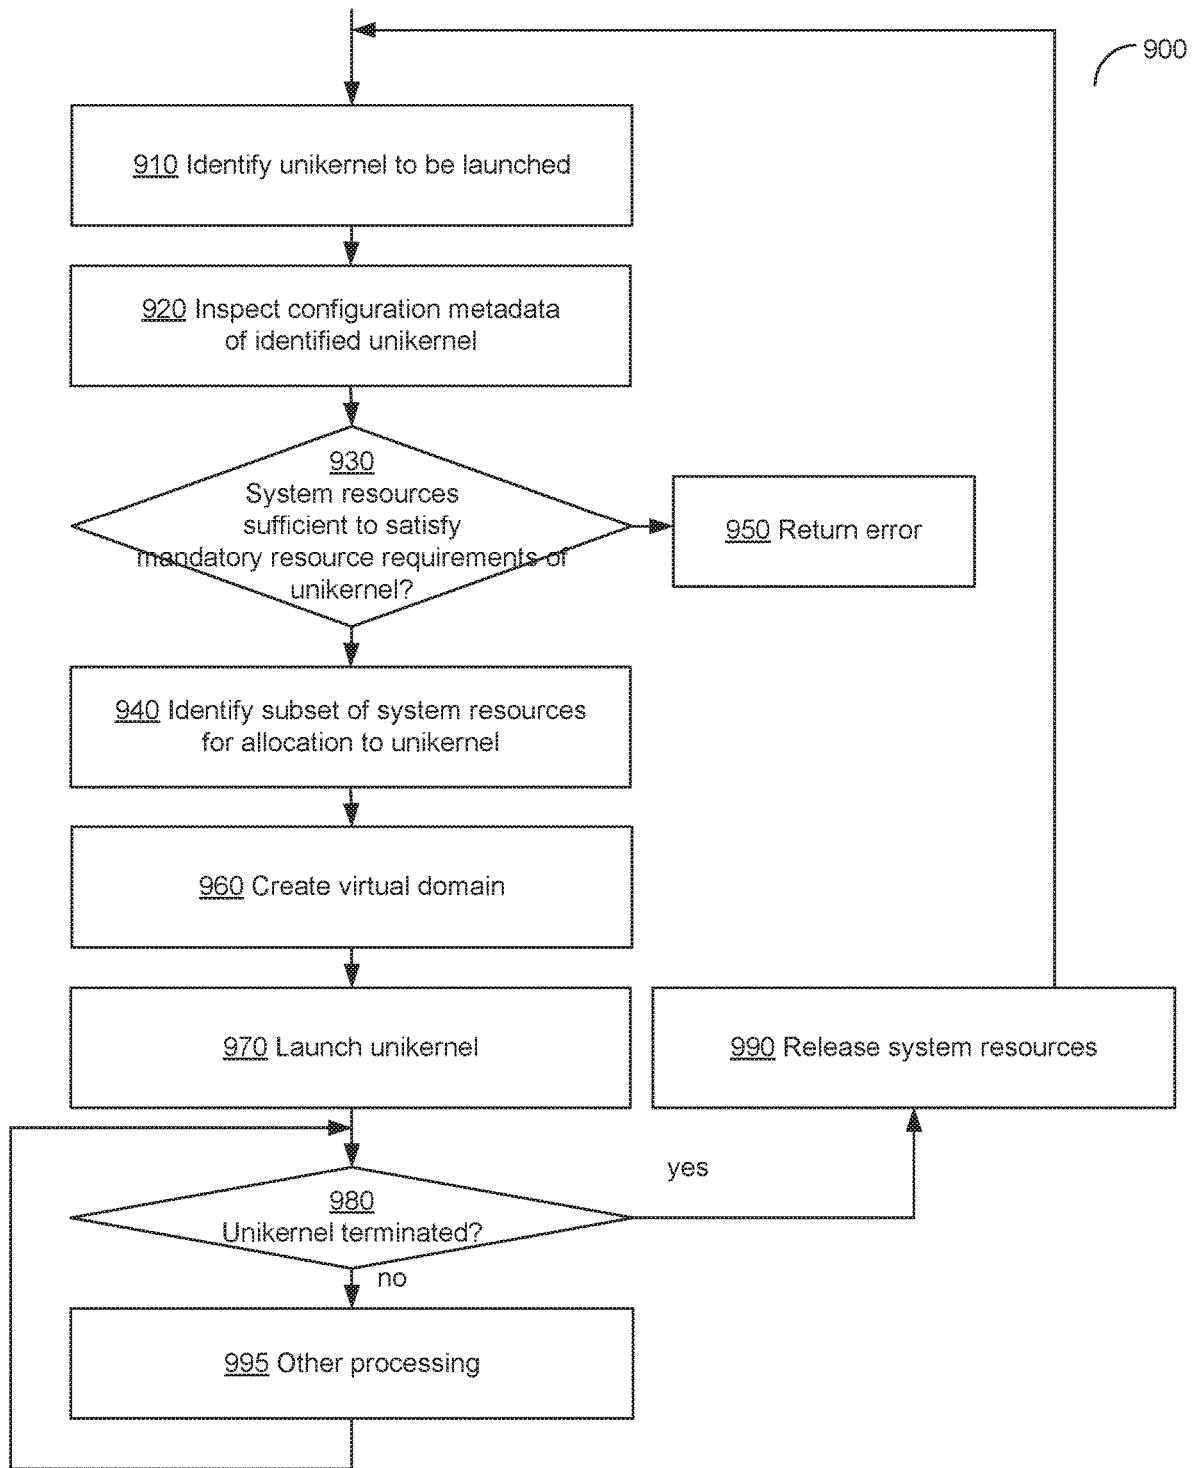 900
910 Identify unikernel to be launched
920 Inspect configuration metadata
of identified unikernel
930
System resources
sufficient to satisfy
mandatory resource requirements of
unikernel?
950 Return error
940 Identify subset of system resources
for allocation to unikernel
960 Create virtual domain
970 Launch unikernel
990 Release system resources
yes
980
Unikernel terminated?
no
995 Other processing